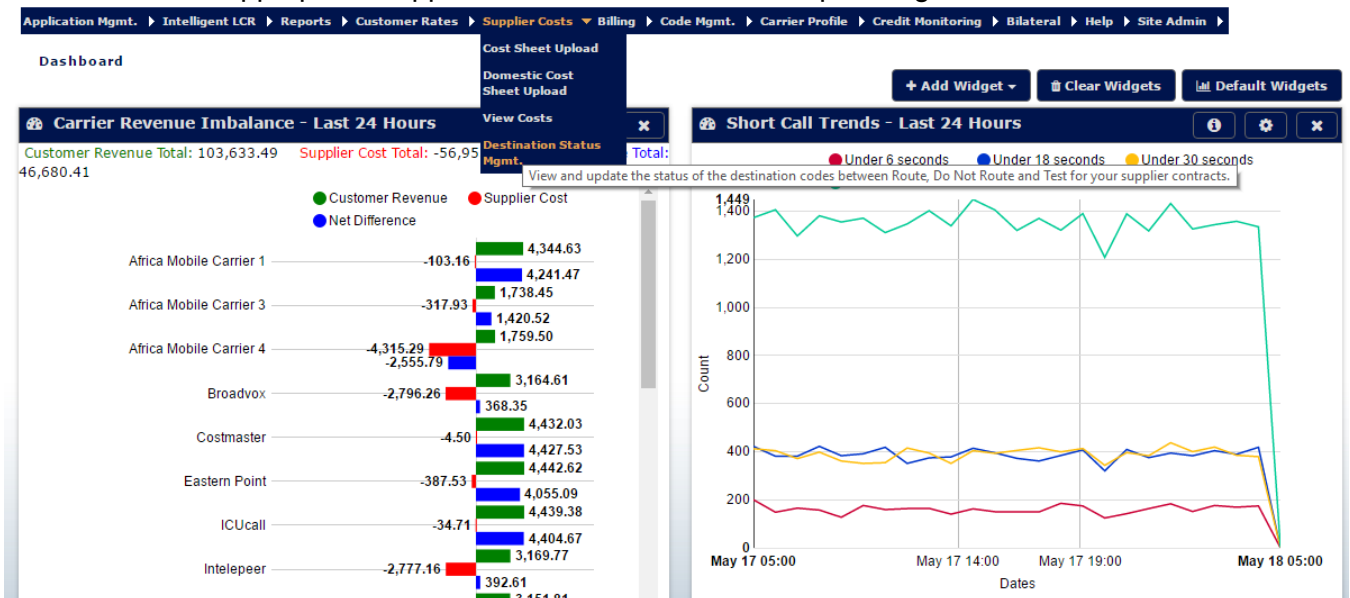 Application Mgmt. Intelligent LCR Reports Customer Rates Supplier Costs Billing Code Mgmt. Carrier Profile Credit Monitoring Bilateral Help Site Admin
Cost Sheet Upload
Domestic Cost
Sheet Upload
View Costs
Destination Status
Mgmt.
View and update the status of the destination codes between Route, Do Not Route and Test for your supplier contracts.
Dashboard
+ Add Widget Clear Widgets Default Widgets
Carrier Revenue Imbalance - Last 24 Hours
Customer Revenue Total: 103,633.49 Supplier Cost Total: -56,95 Total:
46,680.41
Customer Revenue Supplier Cost
Net Difference
4,344.63
Africa Mobile Carrier 1 -103.16
4,241.47
1,738.45
Africa Mobile Carrier 3 -317.93
1,420.52
1,759.50
Africa Mobile Carrier 4 -4,315.29
-2,555.79
3,164.61
Broadvox -2,796.26
368.35
4,432.03
Costmaster -4.50
4,427.53
4,442.62
Eastern Point -387.53
4,055.09
4,439.38
ICUcall -34.71
4,404.67
3,169.77
Intelepeer -2,777.16
392.61
Short Call Trends - Last 24 Hours
Under 6 seconds Under 18 seconds Under 30 seconds
1,449
1,400
1,200
1,000
800
600
400
200
0
Count
May 17 05:00 May 17 14:00 May 17 19:00 May 18 05:00
Dates